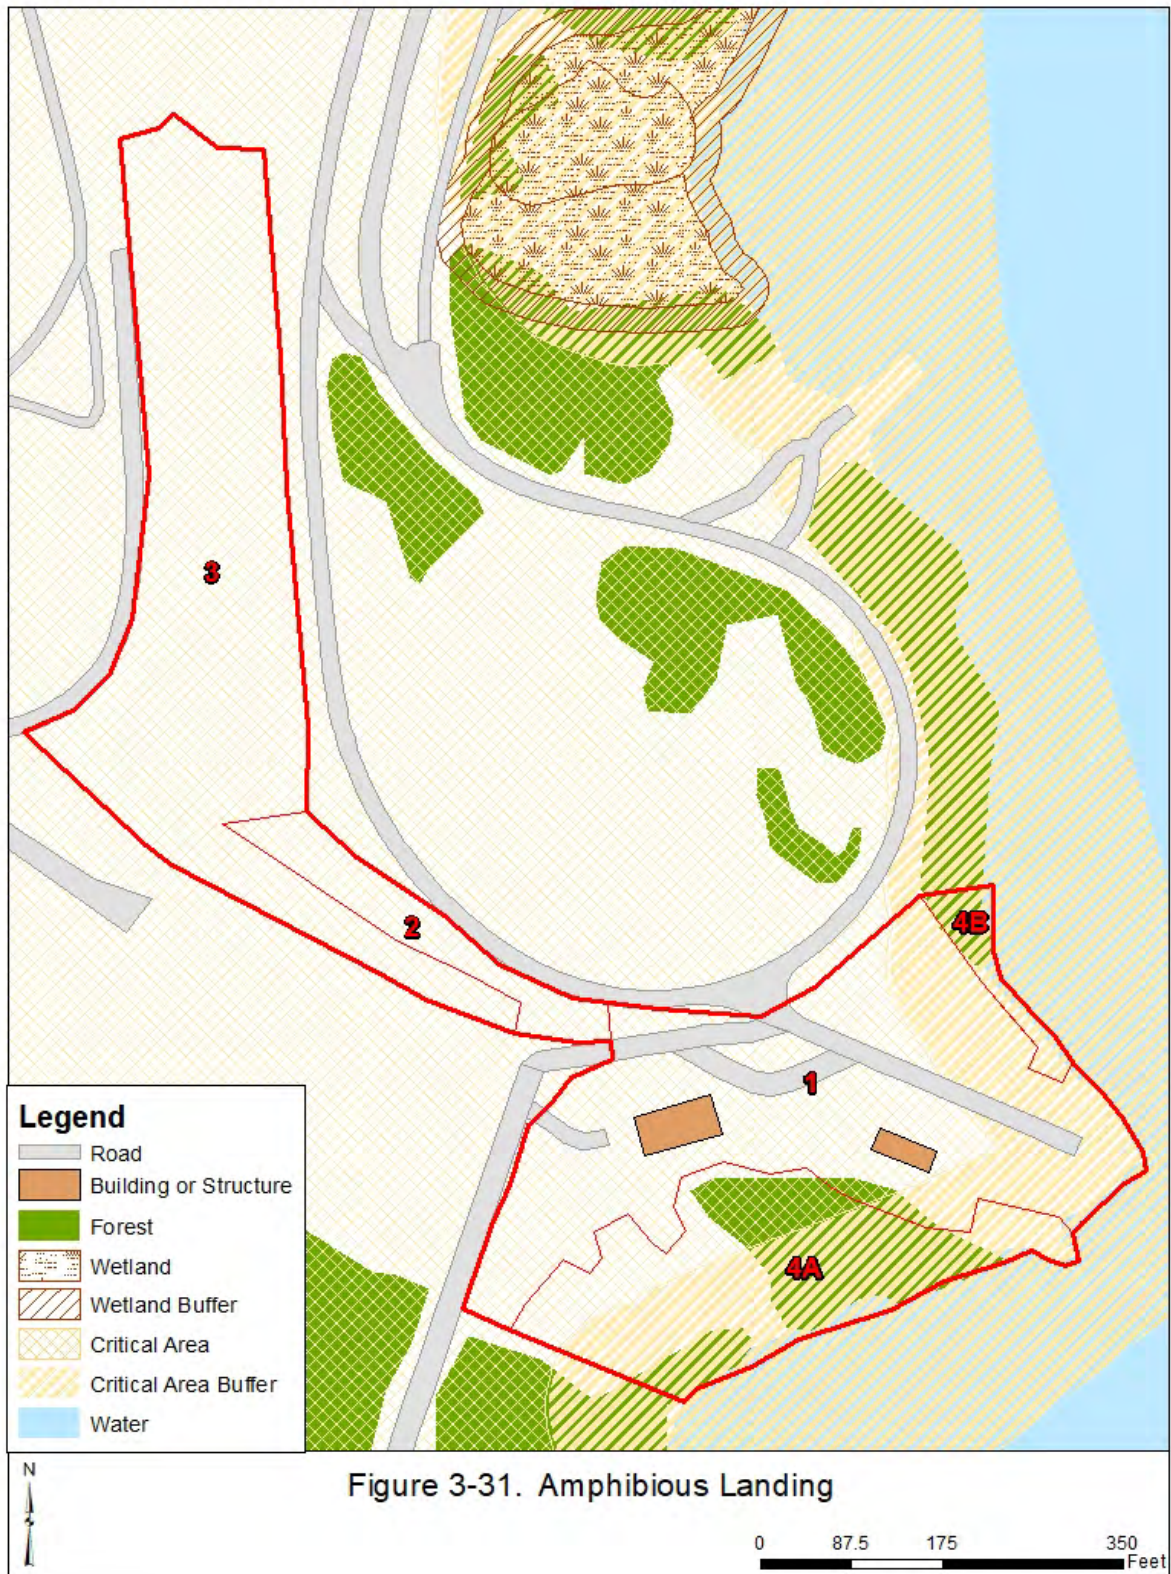 3
2
4B
1
4A
Legend
Road
Building or Structure
Forest
Wetland
Wetland Buffer
Critical Area
Critical Area Buffer
Water
N
Figure 3-31. Amphibious Landing
0 87.5 175 350
Feet